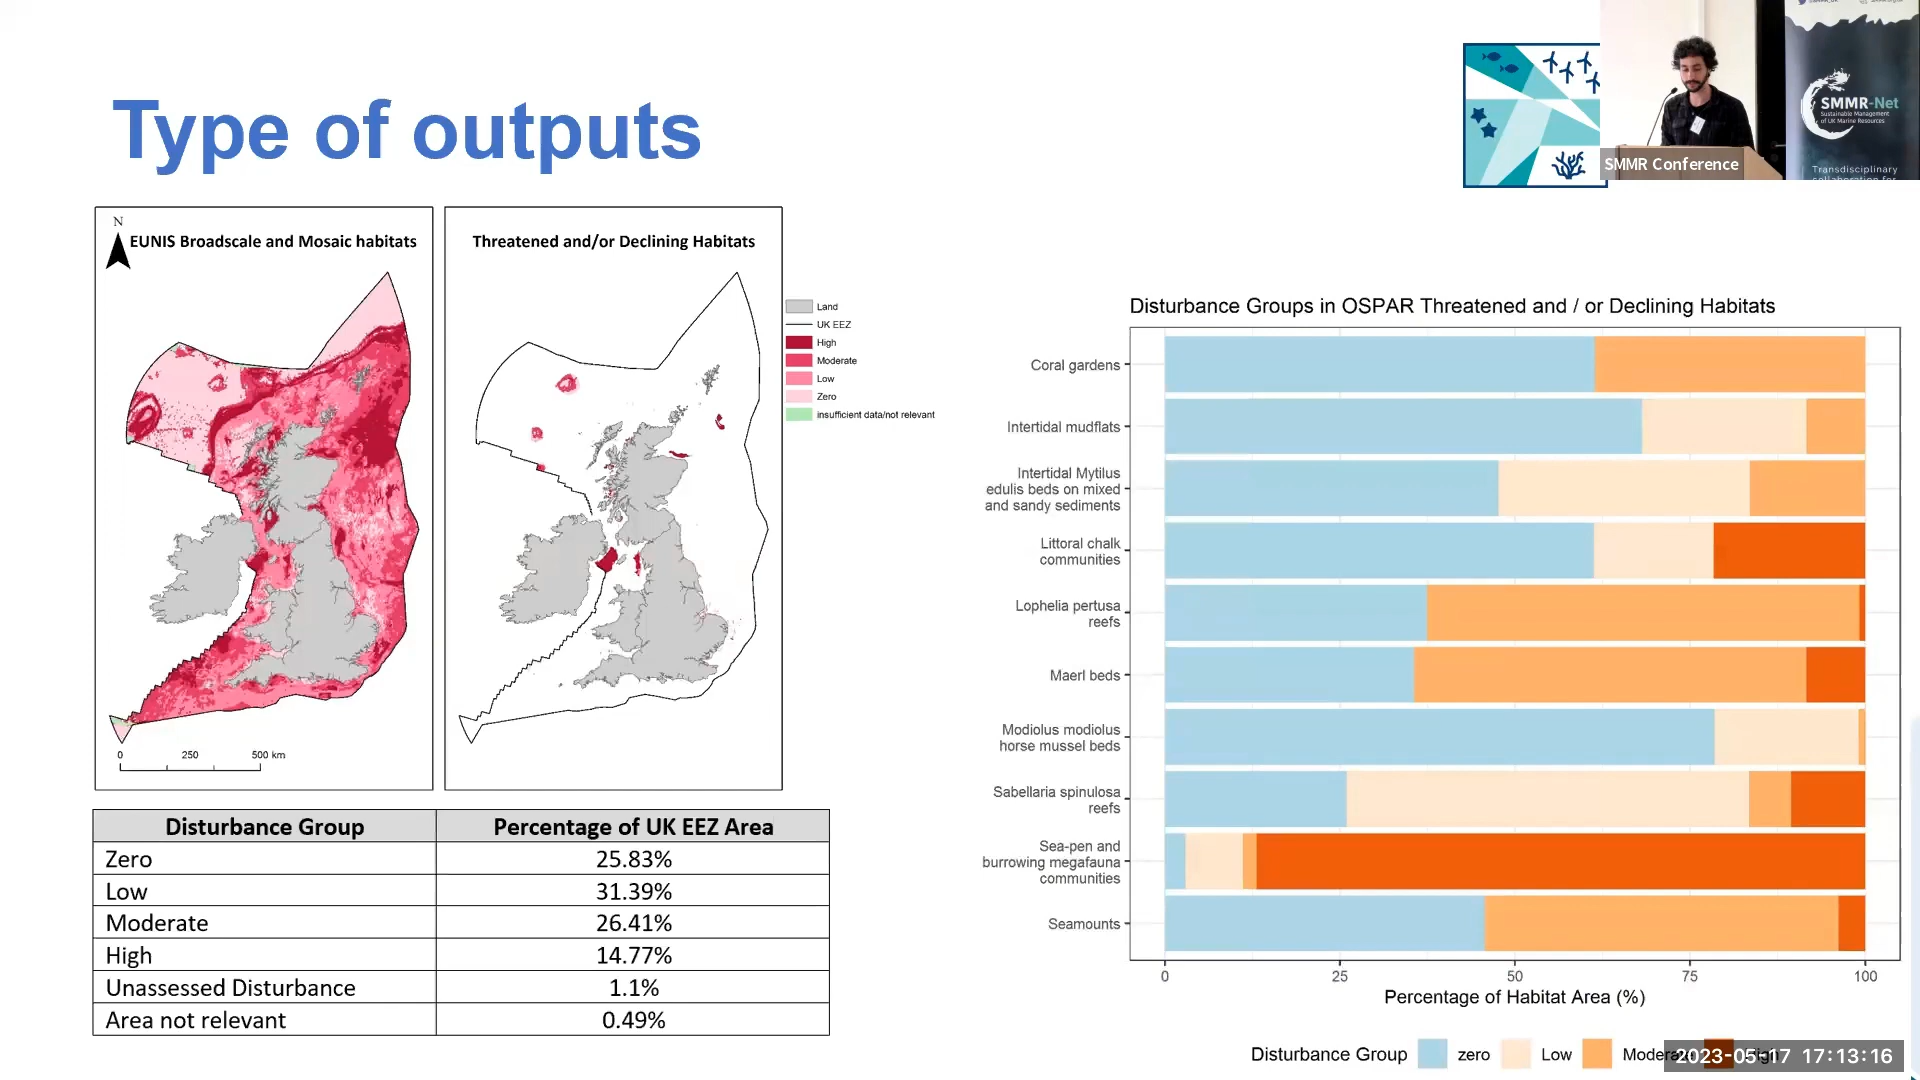 Type of outputs
SMMR-Net
Sustainable Management
of UK Marine Resources
Transdisciplinary
SMMR Conference
N
EUNIS Broadscale and Mosaic habitats
0 250 500 km
Threatened and/or Declining Habitats
Land
UK EEZ
High
Moderate
Low
Zero
insufficient data/not relevant
Disturbance Group Percentage of UK EEZ Area
Zero 25.83%
Low 31.39%
Moderate 26.41%
High 14.77%
Unassessed Disturbance 1.1%
Area not relevant 0.49%
Disturbance Groups in OSPAR Threatened and / or Declining Habitats
Coral gardens
Intertidal mudflats
Intertidal Mytilus
edulis beds on mixed
and sandy sediments
Littoral chalk
communities
Lophelia pertusa
reefs
Maerl beds
Modiolus modiolus
horse mussel beds
Sabellaria spinulosa
reefs
Sea-pen and
burrowing megafauna
communities
Seamounts
0 25 50 75 100
Percentage of Habitat Area (%)
Disturbance Group zero Low Moderate
2023-05-17 17:13:16